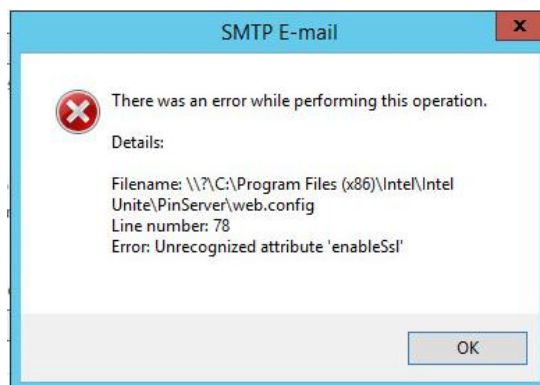 SMTP E-mail
x
There was an error while performing this operation.
Details:
Filename: \\?\C:\Program Files (x86)\Intel\Intel
Unite\PinServer\web.config
Line number: 78
Error: Unrecognized attribute 'enableSsl'
OK